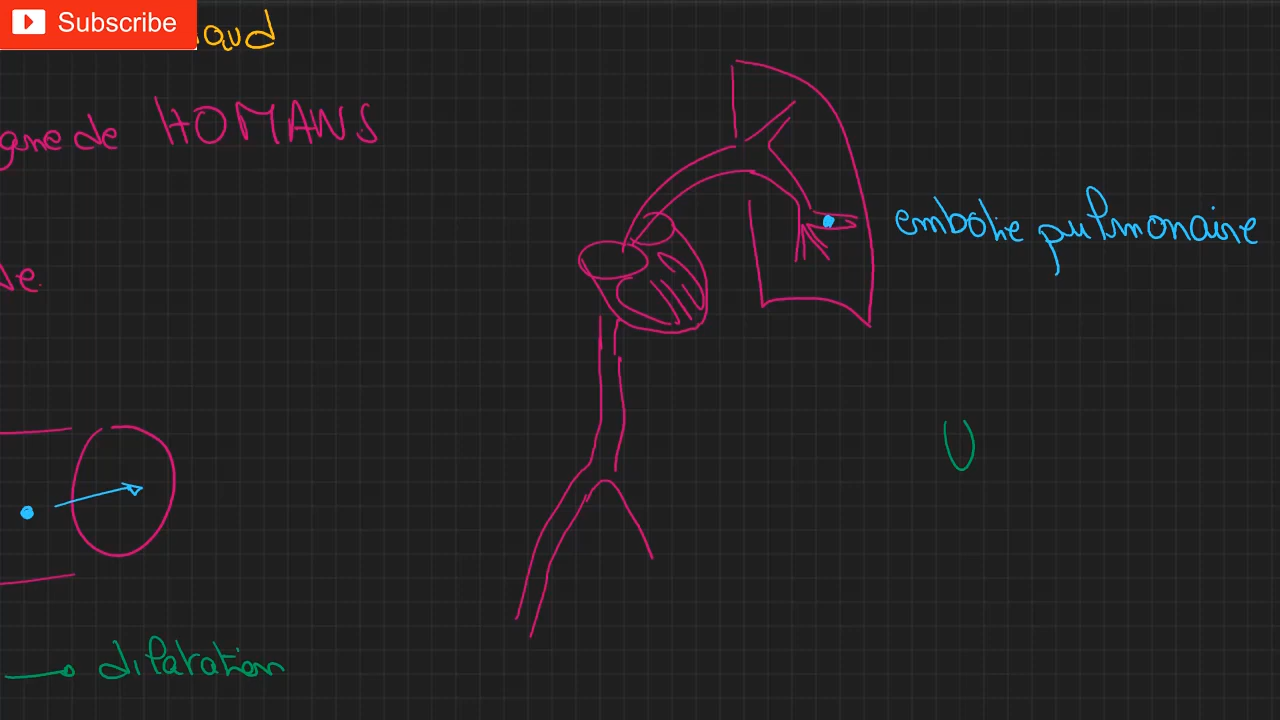 Subscribe
aud
gne de HOMANS
embolie pulmonaire
U
dilatation